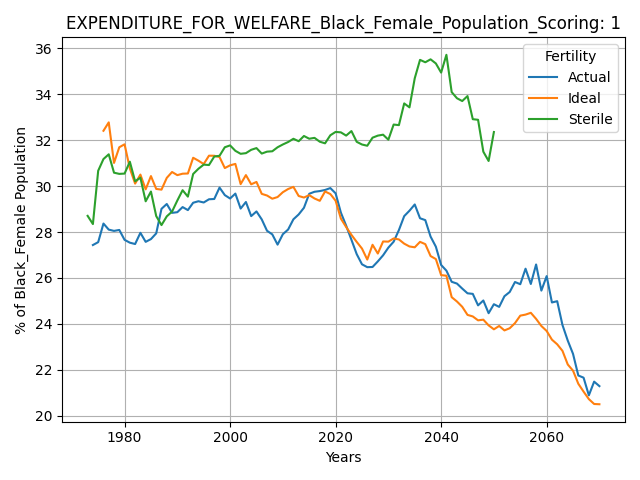 EXPENDITURE_FOR_WELFARE_Black_Female_Population_Scoring: 1
% of Black_Female Population
36
34
32
30
28
26
24
22
20
Fertility
Actual
Ideal
Sterile
1980 2000 2020 2040 2060
Years